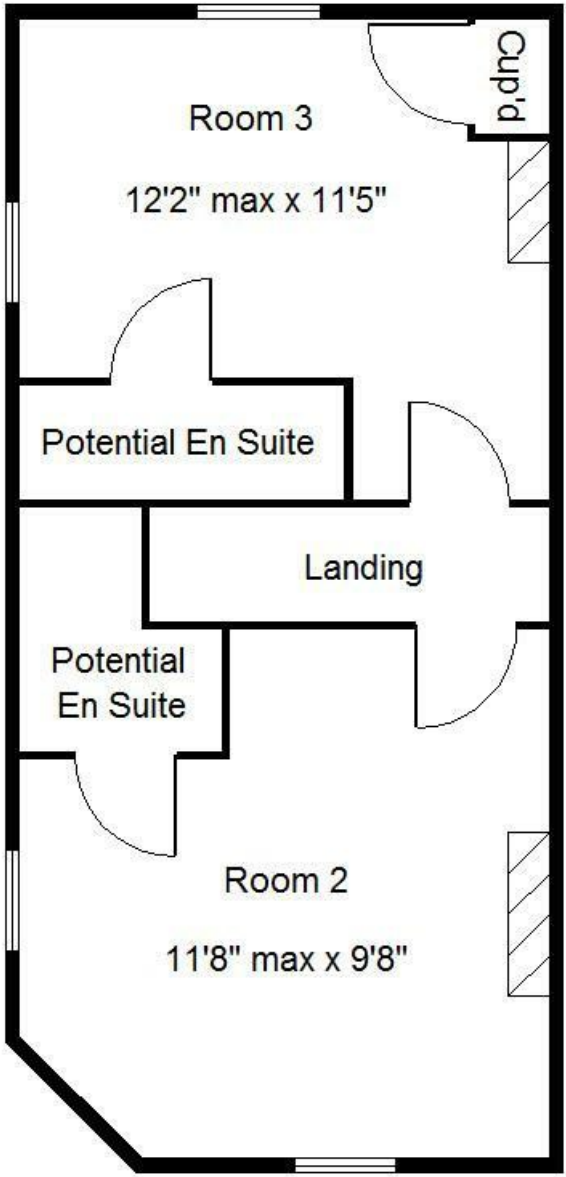 Cup'd
Room 3
12'2" max x 11'5"
Potential En Suite
Landing
Potential
En Suite
Room 2
11'8" max x 9'8"